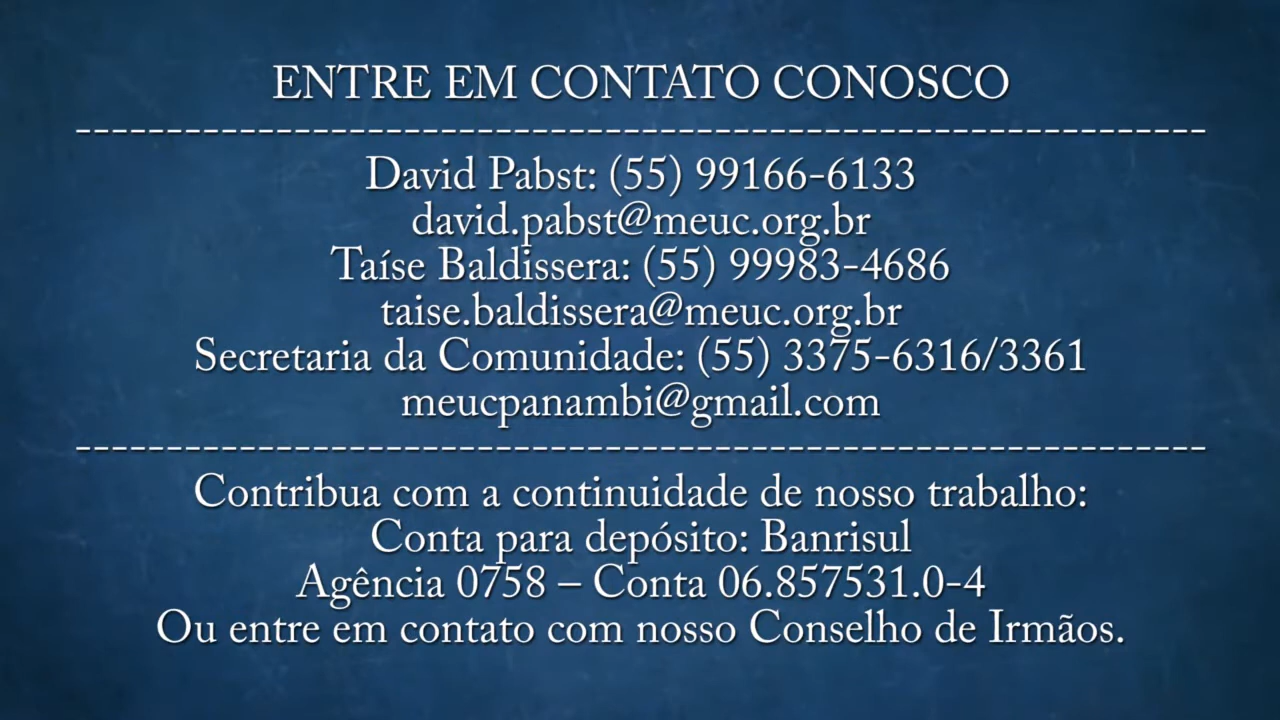 ENTRE EM CONTATO CONOSCO
----------------------------------------------------------------
David Pabst: (55) 99166-6133
david.pabst@meuc.org.br
Taíse Baldissera: (55) 99983-4686
taise.baldissera@meuc.org.br
Secretaria da Comunidade: (55) 3375-6316/3361
meucpanambi@gmail.com
----------------------------------------------------------------
Contribua com a continuidade de nosso trabalho:
Conta para depósito: Banrisul
Agência 0758 – Conta 06.857531.0-4
Ou entre em contato com nosso Conselho de Irmãos.